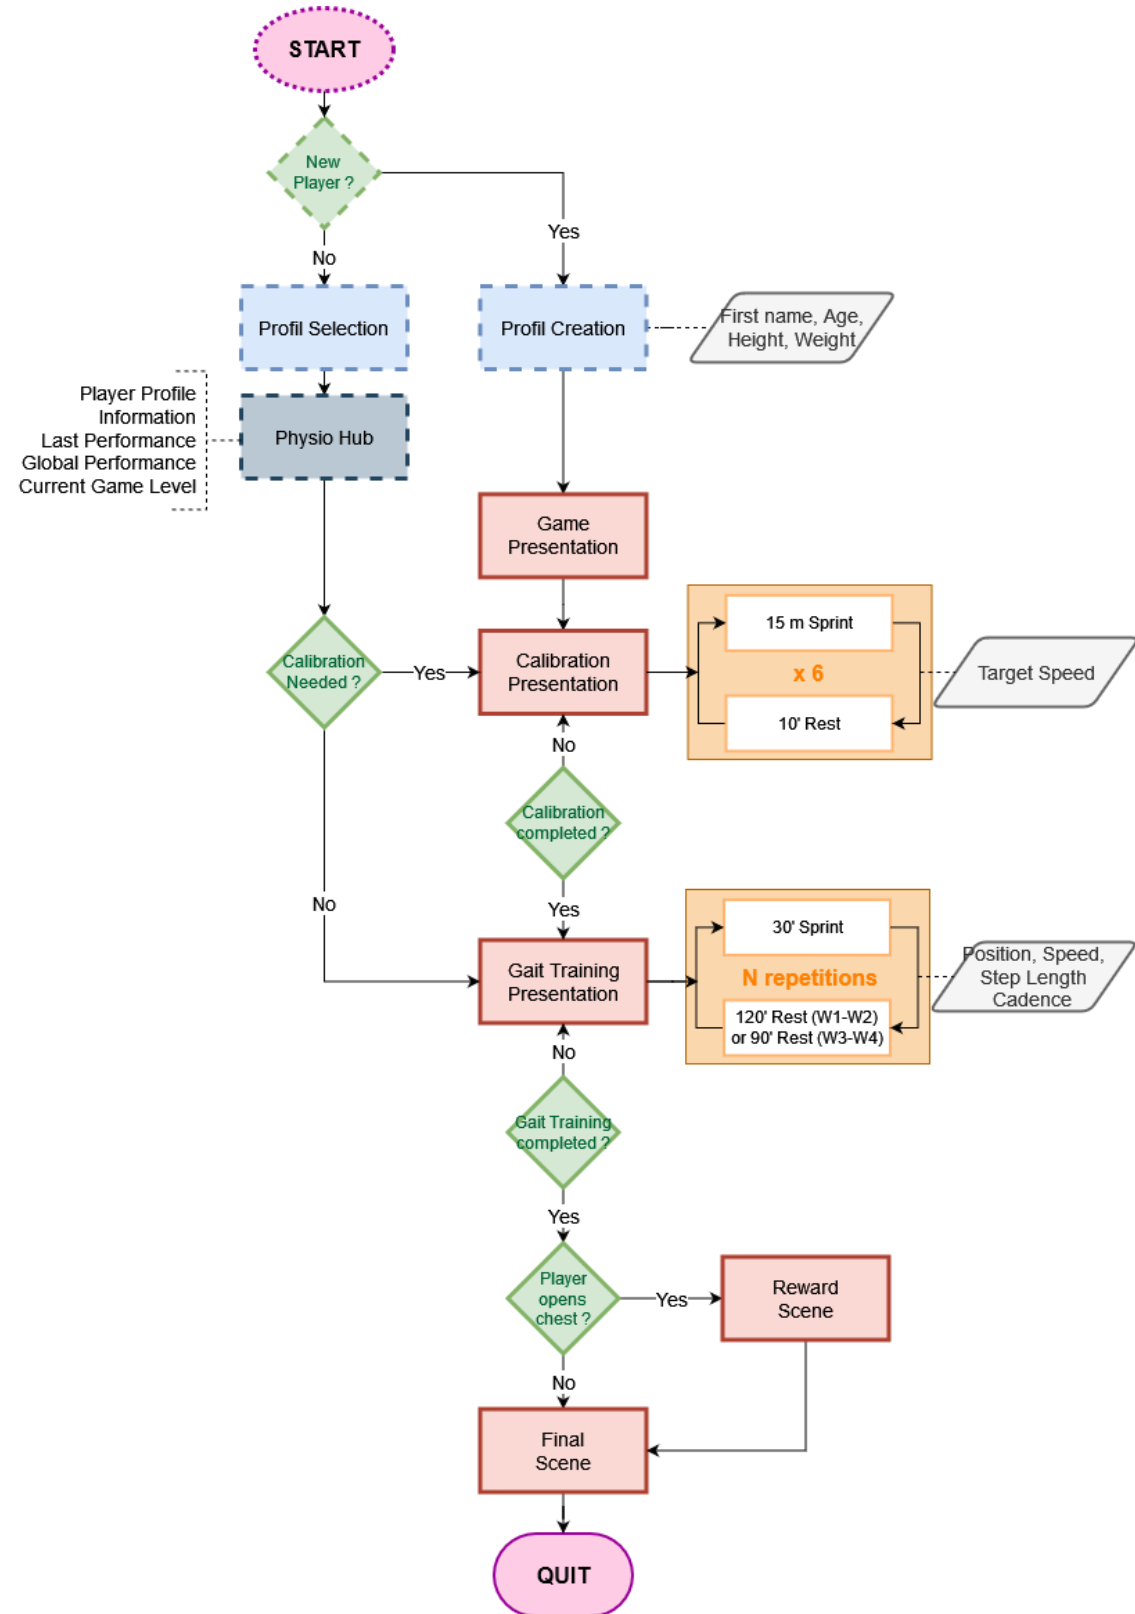 START
New
Player ?
Yes
No
Profil Selection
Profil Creation
First name, Age,
Height, Weight
Player Profile
Information
Last Performance
Global Performance
Current Game Level
Physio Hub
Game
Presentation
15 m Sprint
Calibration
Needed ?
Yes
Calibration
Presentation
x 6
Target Speed
10' Rest
No
Calibration
completed ?
No
Yes
30' Sprint
Gait Training
Presentation
N repetitions
Position, Speed,
Step Length
Cadence
120' Rest (W1-W2)
or 90' Rest (W3-W4)
No
Gait Training
completed ?
Yes
Player
opens
chest ?
Yes
Reward
Scene
No
Final
Scene
QUIT